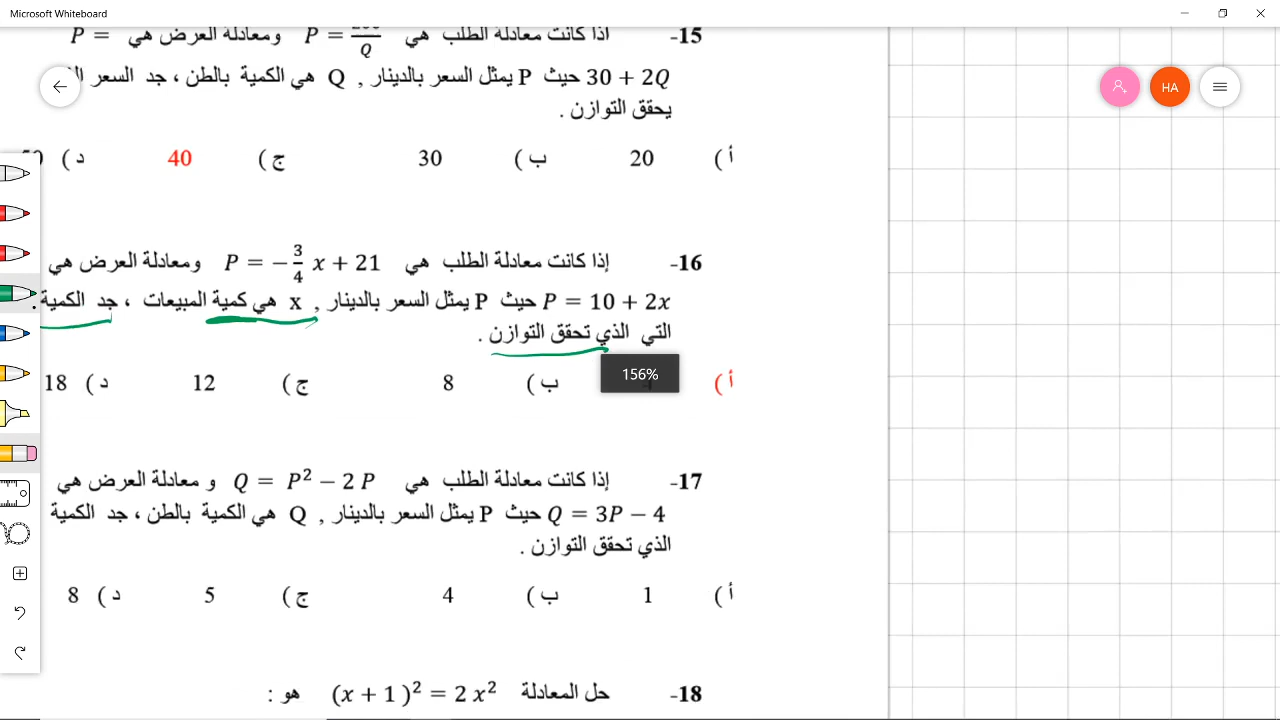 Microsoft Whiteboard
15- اذا كانت معادلة الطلب هي P = /Q ومعادلة العرض هي P =
30 + 2Q حيث P يمثل السعر بالدينار , Q هي الكمية بالطن ، جد السعر
يحقق التوازن .
أ ) 20 ب ) 30 ج ) 40 د )
HA
16- إذا كانت معادلة الطلب هي P = − 3/4 x + 21 ومعادلة العرض هي
P = 10 + 2x حيث P يمثل السعر بالدينار , x هي كمية المبيعات ، جد الكمية
التي الذي تحقق التوازن .
156%
أ ) ب ) 8 ج ) 12 د ) 18
17- إذا كانت معادلة الطلب هي Q = P² − 2 P و معادلة العرض هي
Q = 3P − 4 حيث P يمثل السعر بالدينار , Q هي الكمية بالطن ، جد الكمية
الذي تحقق التوازن .
أ ) 1 ب ) 4 ج ) 5 د ) 8
18- حل المعادلة (x + 1 )² = 2 x² هو :